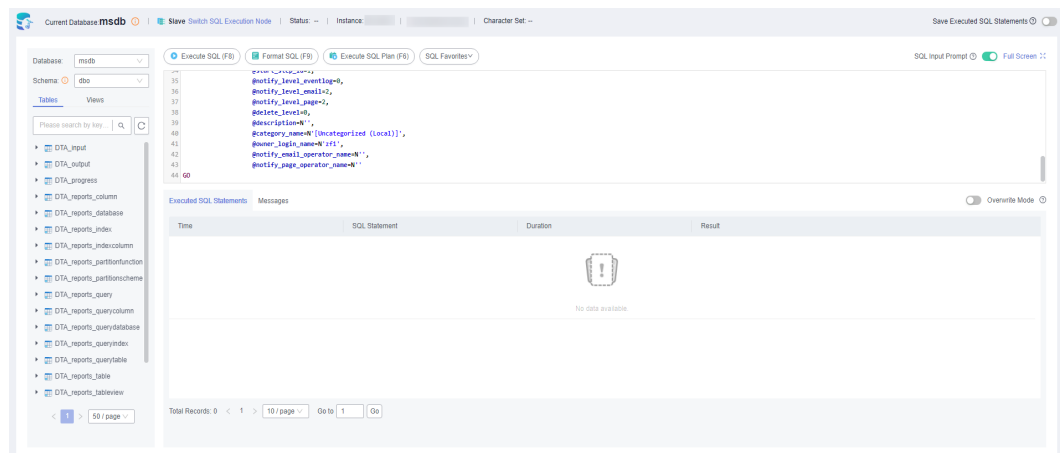 Current Database: msdb | Slave Switch SQL Execution Node | Status: -- | Instance: | | Character Set: --
Save Executed SQL Statements
Database: msdb
Schema: dbo
Tables Views
Please search by key...
DTA_input
DTA_output
DTA_progress
DTA_reports_column
DTA_reports_database
DTA_reports_index
DTA_reports_indexcolumn
DTA_reports_partitionfunction
DTA_reports_partitionscheme
DTA_reports_query
DTA_reports_querycolumn
DTA_reports_querydatabase
DTA_reports_queryindex
DTA_reports_querytable
DTA_reports_table
DTA_reports_tableview
< 1 > 50 / page
Execute SQL (F8) Format SQL (F9) Execute SQL Plan (F6) SQL Favorites
SQL Input Prompt Full Screen
34 @start_step_id=1,
35 @notify_level_eventlog=0,
36 @notify_level_email=2,
37 @notify_level_page=2,
38 @delete_level=0,
39 @description=N'',
40 @category_name=N'[Uncategorized (Local)]',
41 @owner_login_name=N'zf1',
42 @notify_email_operator_name=N'',
43 @notify_page_operator_name=N''
44 GO
Executed SQL Statements Messages
Overwrite Mode
Time SQL Statement Duration Result
No data available.
Total Records: 0 < 1 > 10 / page Go to 1 Go